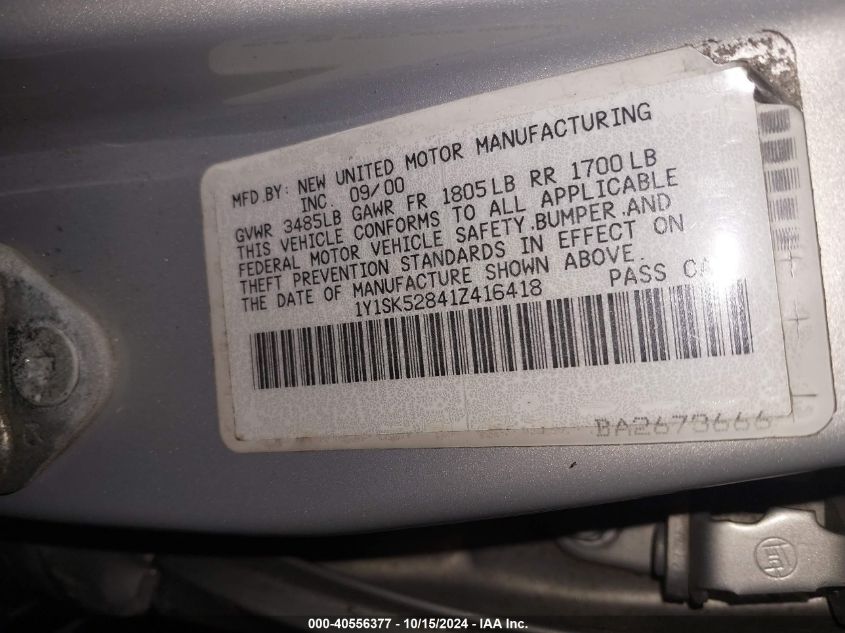 MFD.BY: NEW UNITED MOTOR MANUFACTURING
INC. 09/00
GVWR 3485LB GAWR FR 1805LB RR 1700LB
THIS VEHICLE CONFORMS TO ALL APPLICABLE
FEDERAL MOTOR VEHICLE SAFETY,BUMPER,AND
THEFT PREVENTION STANDARDS IN EFFECT ON
THE DATE OF MANUFACTURE SHOWN ABOVE.
1Y1SK52841Z416418 PASS CA
BA2673666
000-40556377 - 10/15/2024 - IAA Inc.